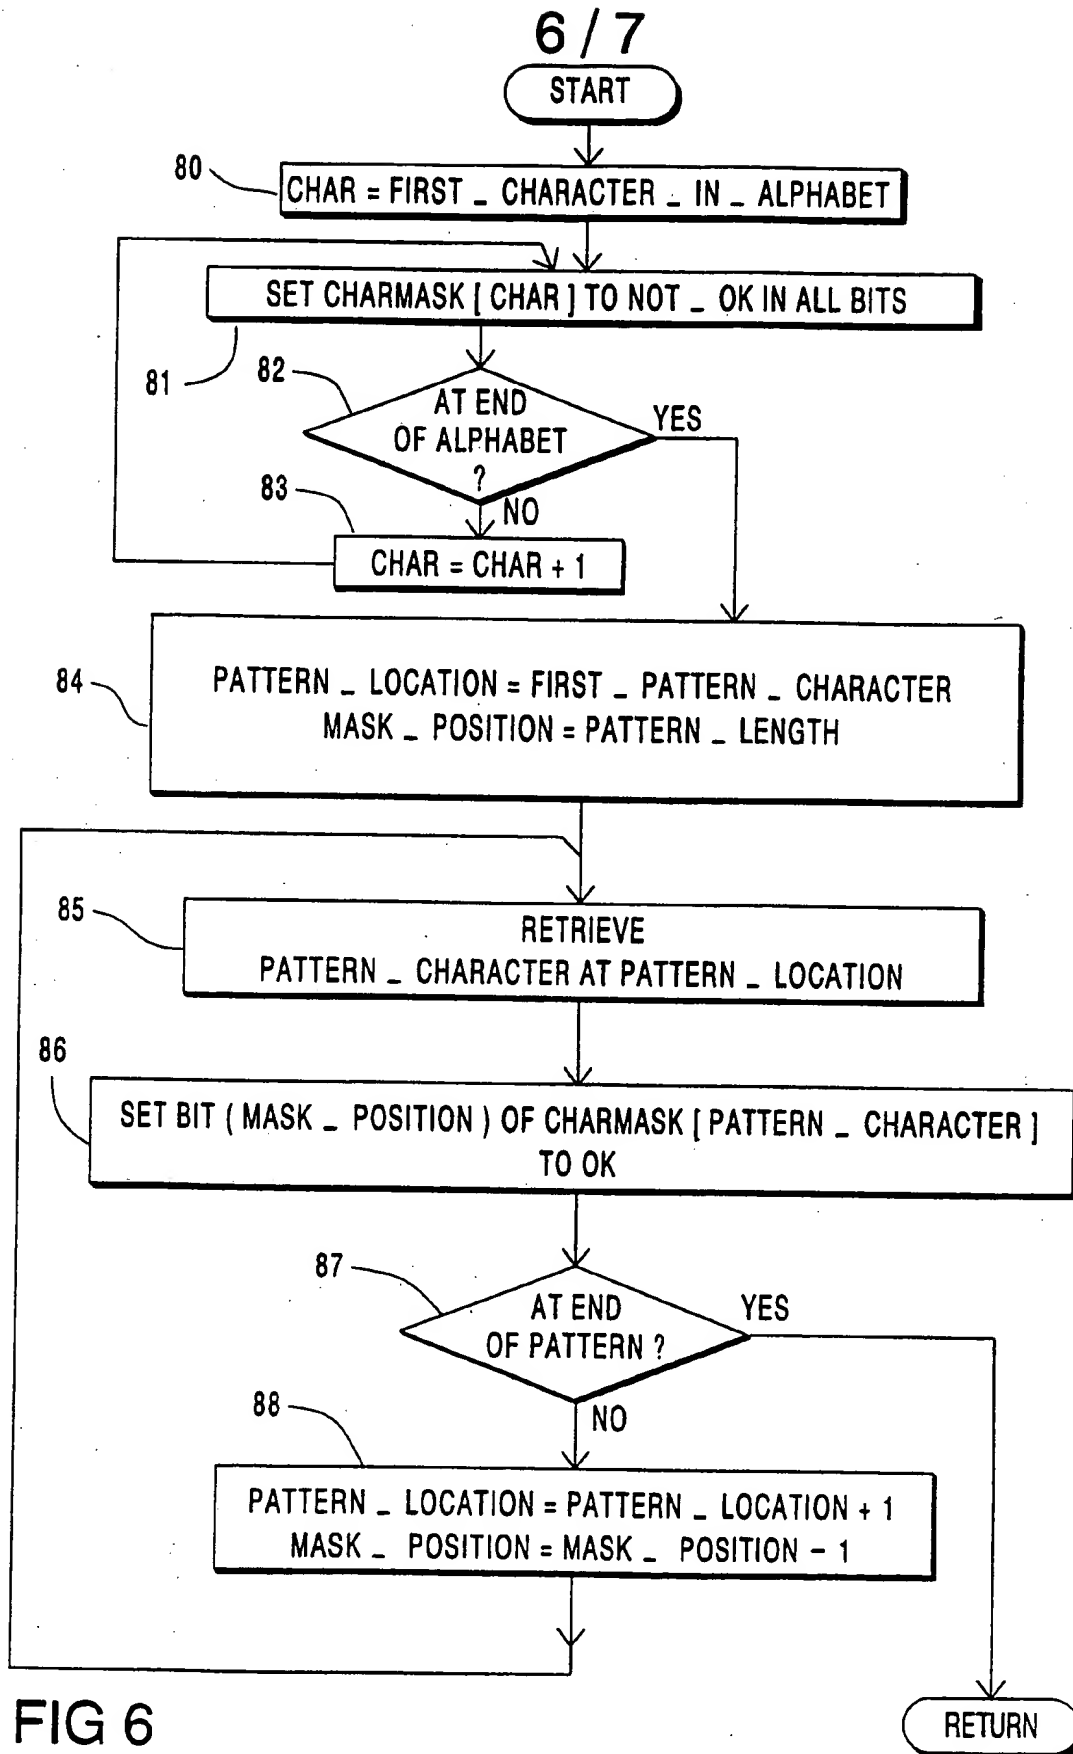 6 / 7
START
80
CHAR = FIRST _ CHARACTER _ IN _ ALPHABET
SET CHARMASK [ CHAR ] TO NOT _ OK IN ALL BITS
81
82
AT END
OF ALPHABET
?
YES
83
NO
CHAR = CHAR + 1
84
PATTERN _ LOCATION = FIRST _ PATTERN _ CHARACTER
MASK _ POSITION = PATTERN _ LENGTH
85
RETRIEVE
PATTERN _ CHARACTER AT PATTERN _ LOCATION
86
SET BIT ( MASK _ POSITION ) OF CHARMASK [ PATTERN _ CHARACTER ]
TO OK
87
AT END
OF PATTERN ?
YES
88
NO
PATTERN _ LOCATION = PATTERN _ LOCATION + 1
MASK _ POSITION = MASK _ POSITION - 1
FIG 6
RETURN